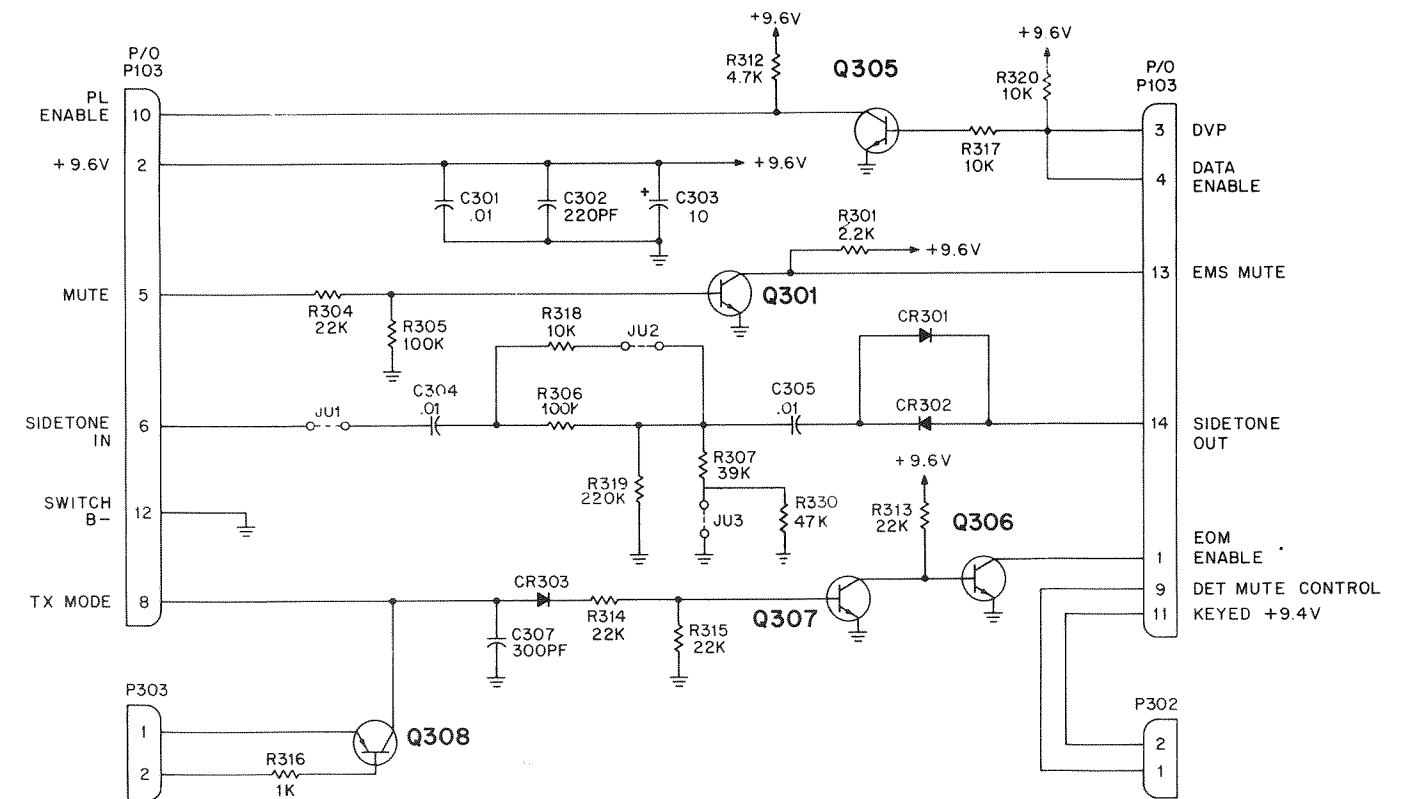 P/O
P103
PL
ENABLE
10
+9.6V
2
MUTE
5
SIDETONE
IN
6
SWITCH
B-
12
TX MODE
8
P303
1
2
+9.6V
R312
4.7K
Q305
+9.6V
R320
10K
R317
10K
C301
.01
C302
220PF
+
C303
10
+9.6V
R301
2.2K
+9.6V
Q301
R304
22K
R305
100K
R318
10K
JU2
CR301
JU1
C304
.01
R306
100K
C305
.01
CR302
R319
220K
R307
39K
JU3
R330
47K
+9.6V
R313
22K
Q306
CR303
C307
300PF
R314
22K
R315
22K
Q307
Q308
R316
1K
P/O
P103
3
DVP
4
DATA
ENABLE
13
EMS MUTE
14
SIDETONE
OUT
EOM
1
ENABLE
9
DET MUTE CONTROL
11
KEYED +9.4V
P302
2
1